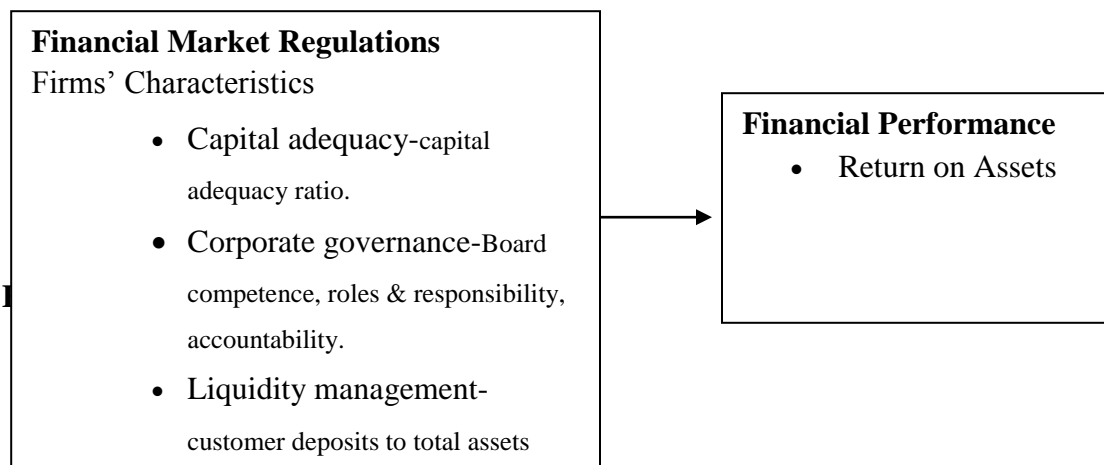 Financial Market Regulations
Firms’ Characteristics
• Capital adequacy-capital
adequacy ratio.
• Corporate governance-Board
competence, roles & responsibility,
accountability.
• Liquidity management-
customer deposits to total assets
Financial Performance
• Return on Assets